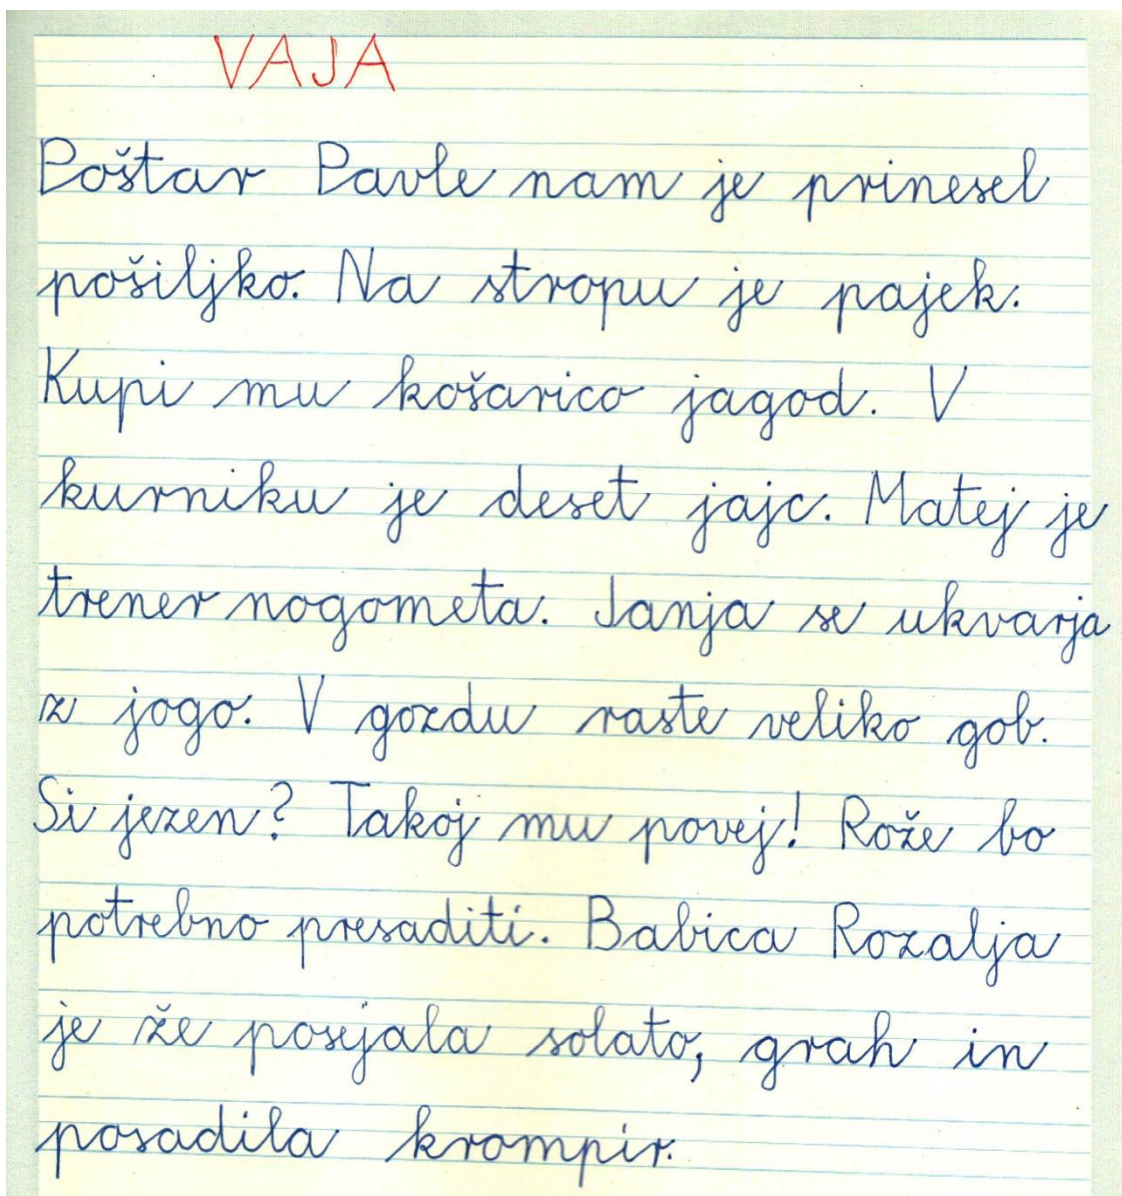 VAJA
Poštar Pavle nam je prinesel
pošiljko. Na stropu je pajek.
Kupi mu košarico jagod. V
kurniku je deset jajc. Matej je
trener nogometa. Janja se ukvarja
z jogo. V gozdu raste veliko gob.
Si jezen? Takoj mu povej! Rože bo
potrebno presaditi. Babica Rozalja
je že posejala solato, grah in
posadila krompir.